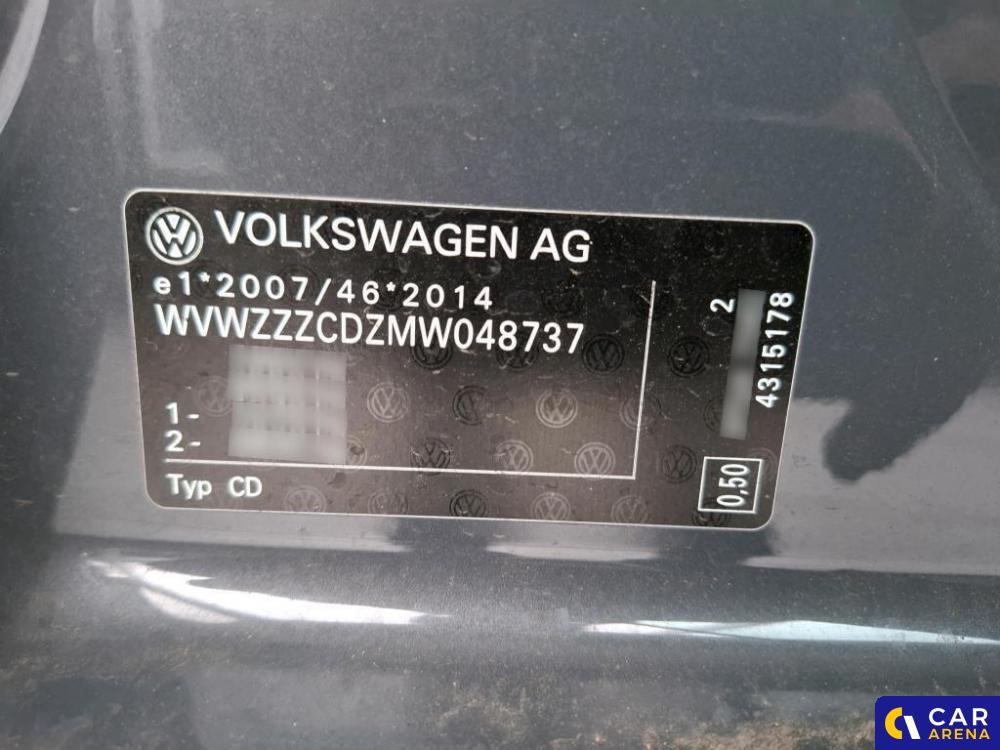 VOLKSWAGEN AG
e1*2007/46*2014
WVWZZZCDZMW048737
1-
2-
Typ CD
2
4315178
0,50
CAR
ARENA